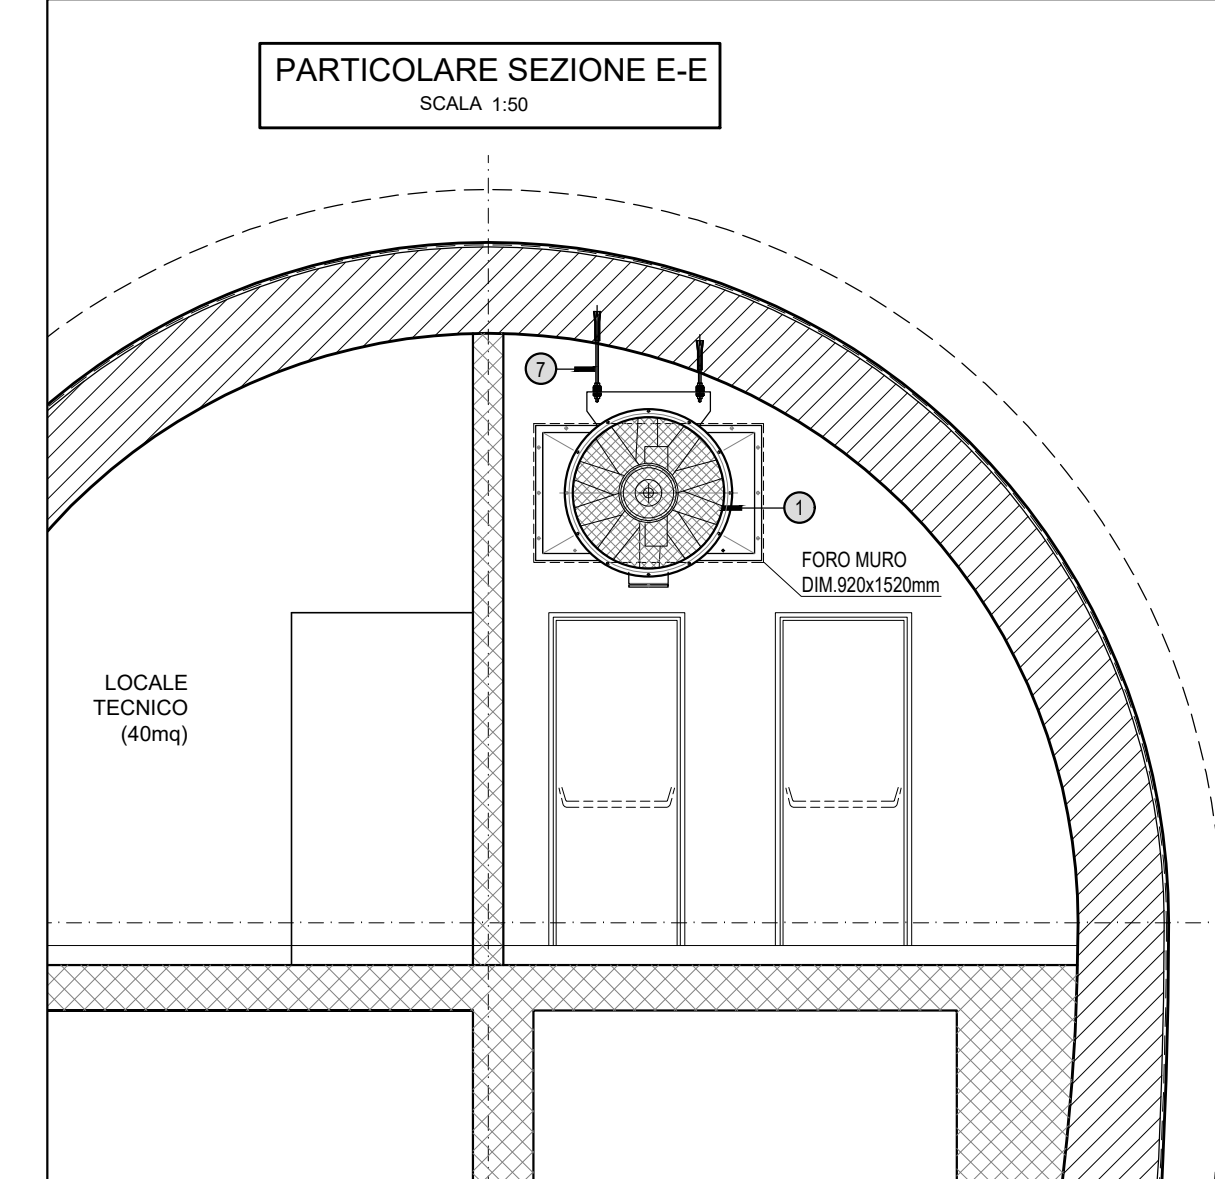 PARTICOLARE SEZIONE E-E
SCALA 1:50
7
1
FORO MURO
DIM.920x1520mm
LOCALE
TECNICO
(40mq)